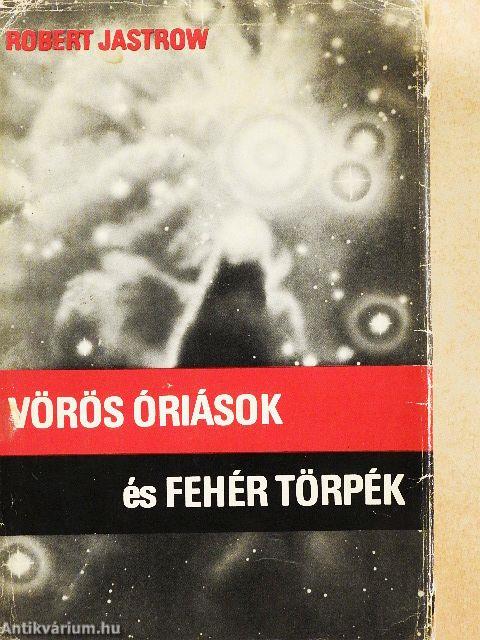 ROBERT JASTROW
VÖRÖS ÓRIÁSOK
és FEHÉR TÖRPÉK
Antikvárium.hu